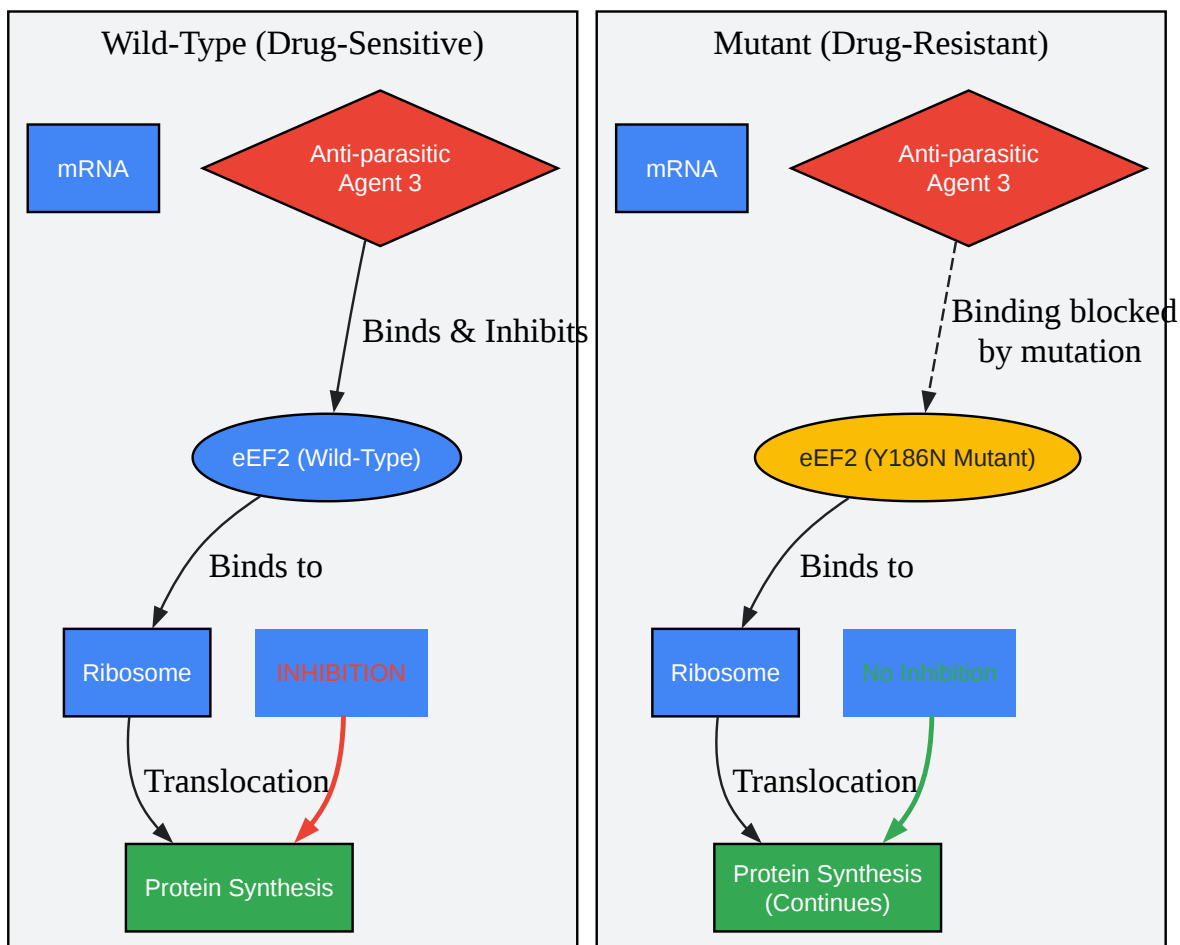 Wild-Type (Drug-Sensitive)
mRNA
Anti-parasitic
Agent 3
Binds & Inhibits
eEF2 (Wild-Type)
Binds to
Ribosome
INHIBITION
Translocation
Protein Synthesis
Mutant (Drug-Resistant)
mRNA
Anti-parasitic
Agent 3
Binding blocked
by mutation
eEF2 (Y186N Mutant)
Binds to
Ribosome
No Inhibition
Translocation
Protein Synthesis
(Continues)